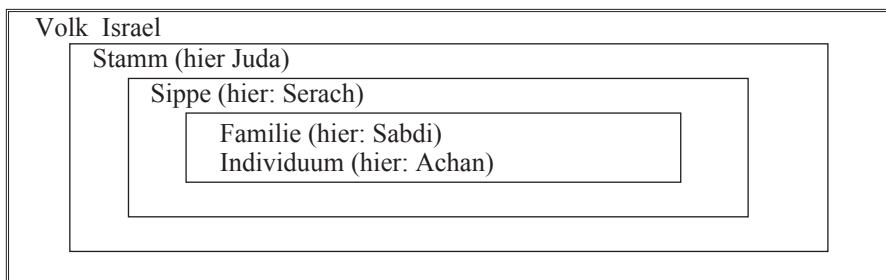 Volk Israel
Stamm (hier Juda)
Sippe (hier: Serach)
Familie (hier: Sabdi)
Individuum (hier: Achan)